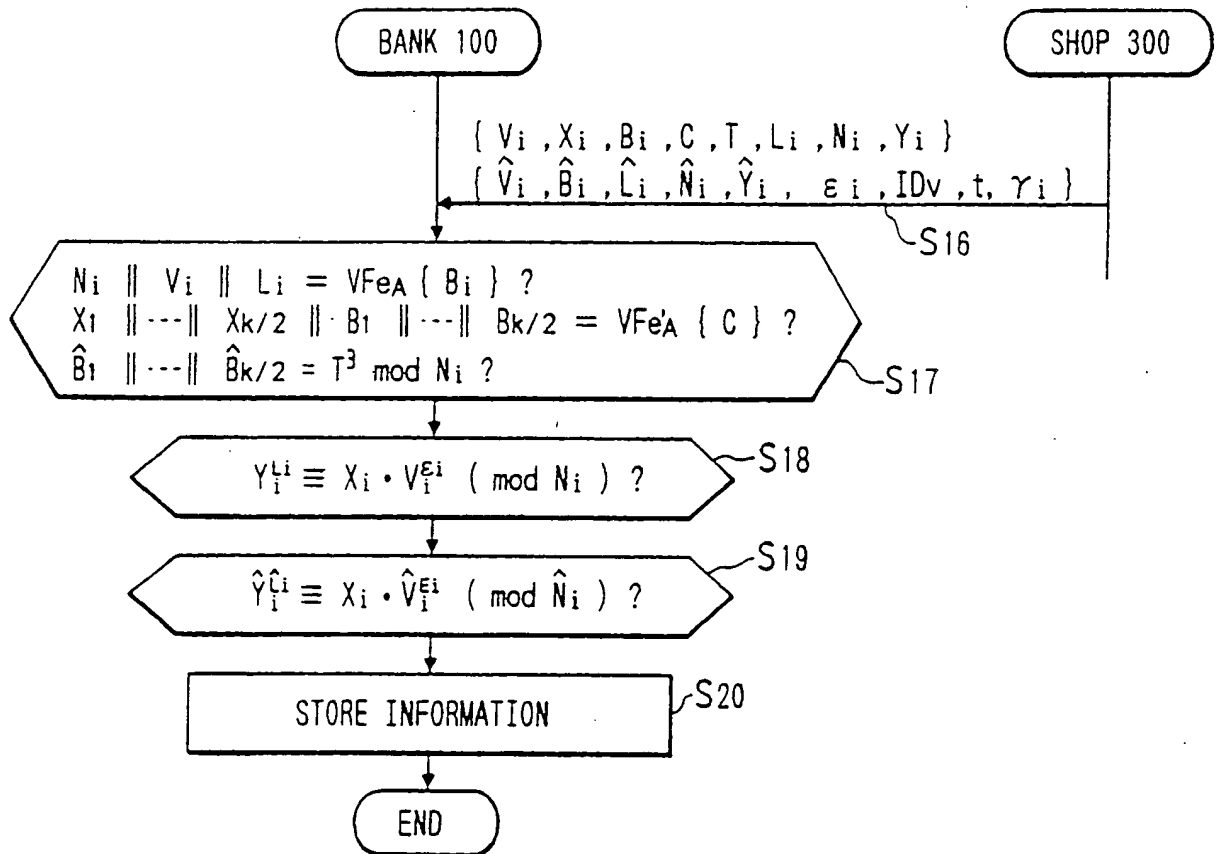 BANK 100
SHOP 300
{ Vi , Xi , Bi , C , T , Li , Ni , Yi }
{ V̂i , B̂i , L̂i , N̂i , Ŷi , εi , IDv , t, γi }
S16
Ni ‖ Vi ‖ Li = VFeA { Bi } ?
X1 ‖ --- ‖ Xk/2 ‖ B1 ‖ --- ‖ Bk/2 = VFe'A { C } ?
B̂1 ‖ --- ‖ B̂k/2 = T³ mod Ni ?
S17
Yi^Li ≡ Xi · Vi^εi ( mod Ni ) ?
S18
Ŷi^L̂i ≡ Xi · V̂i^εi ( mod N̂i ) ?
S19
STORE INFORMATION
S20
END